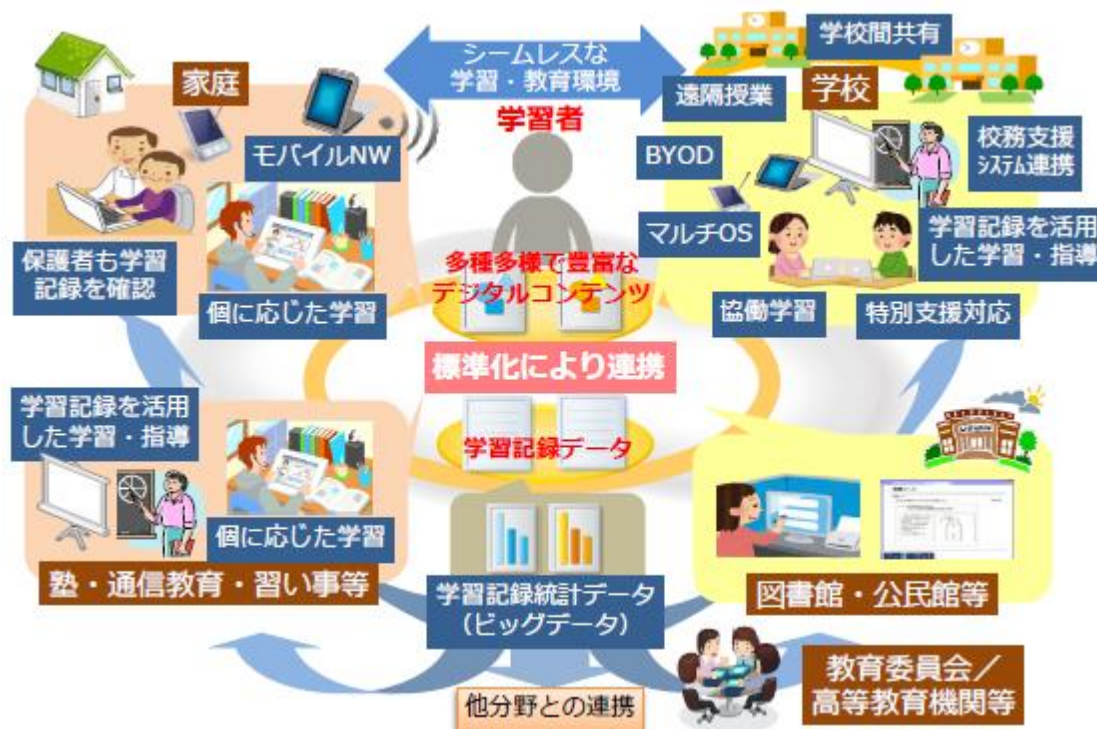 シームレスな
学習・教育環境
学習者
家庭
モバイルNW
保護者も学習
記録を確認
個に応じた学習
学校間共有
遠隔授業
学校
BYOD
校務支援
システム連携
マルチOS
学習記録を活用
した学習・指導
協働学習
特別支援対応
多種多様で豊富な
デジタルコンテンツ
標準化により連携
学習記録データ
学習記録を活用
した学習・指導
個に応じた学習
塾・通信教育・習い事等
学習記録統計データ
（ビッグデータ）
図書館・公民館等
教育委員会／
高等教育機関等
他分野との連携